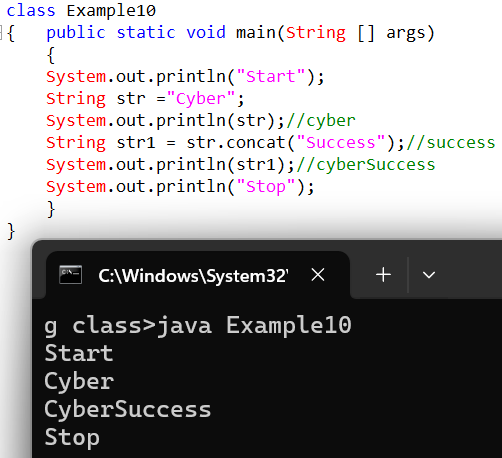 class Example10
{ public static void main(String [] args)
{
System.out.println("Start");
String str ="Cyber";
System.out.println(str);//cyber
String str1 = str.concat("Success");//success
System.out.println(str1);//cyberSuccess
System.out.println("Stop");
}
}
C:\Windows\System32\
g class>java Example10
Start
Cyber
CyberSuccess
Stop